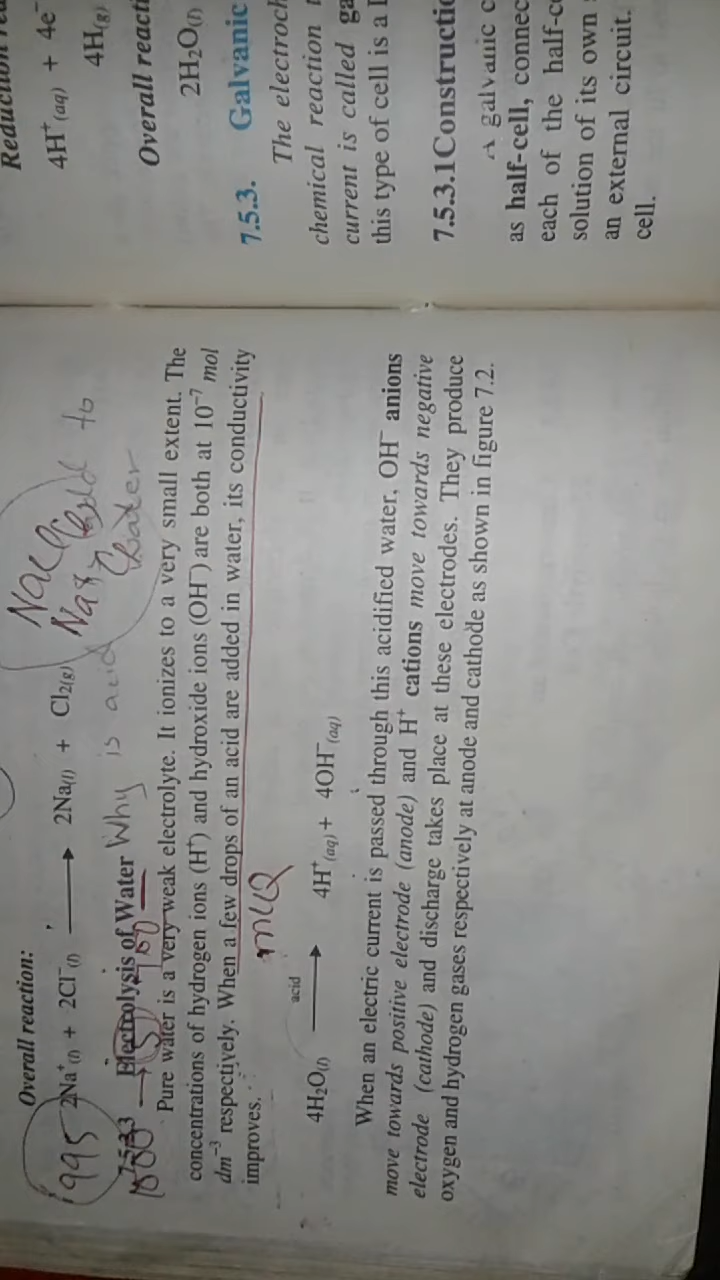 Overall reaction:
2Na⁺(l) + 2Cl⁻(l) ⟶ 2Na(l) + Cl2(g)
1995
NaCl
to
7.5.2.3 Electrolysis of Water Why is acid
Pure water is a very weak electrolyte. It ionizes to a very small extent. The
concentrations of hydrogen ions (H⁺) and hydroxide ions (OH⁻) are both at 10⁻⁷ mol
dm⁻³ respectively. When a few drops of an acid are added in water, its conductivity
improves.
MCQ
acid
4H₂O(l) ⟶ 4H⁺(aq) + 4OH⁻(aq)
When an electric current is passed through this acidified water, OH⁻ anions
move towards positive electrode (anode) and H⁺ cations move towards negative
electrode (cathode) and discharge takes place at these electrodes. They produce
oxygen and hydrogen gases respectively at anode and cathode as shown in figure 7.2.
Reduction
4H⁺(aq) + 4e⁻
4H(g)
Overall reacti
2H₂O(l)
7.5.3. Galvanic
The electroch
chemical reaction t
current is called ga
this type of cell is a
7.5.3.1Constructio
A galvanic c
as half-cell, connec
each of the half-ce
solution of its own
an external circuit.
cell.